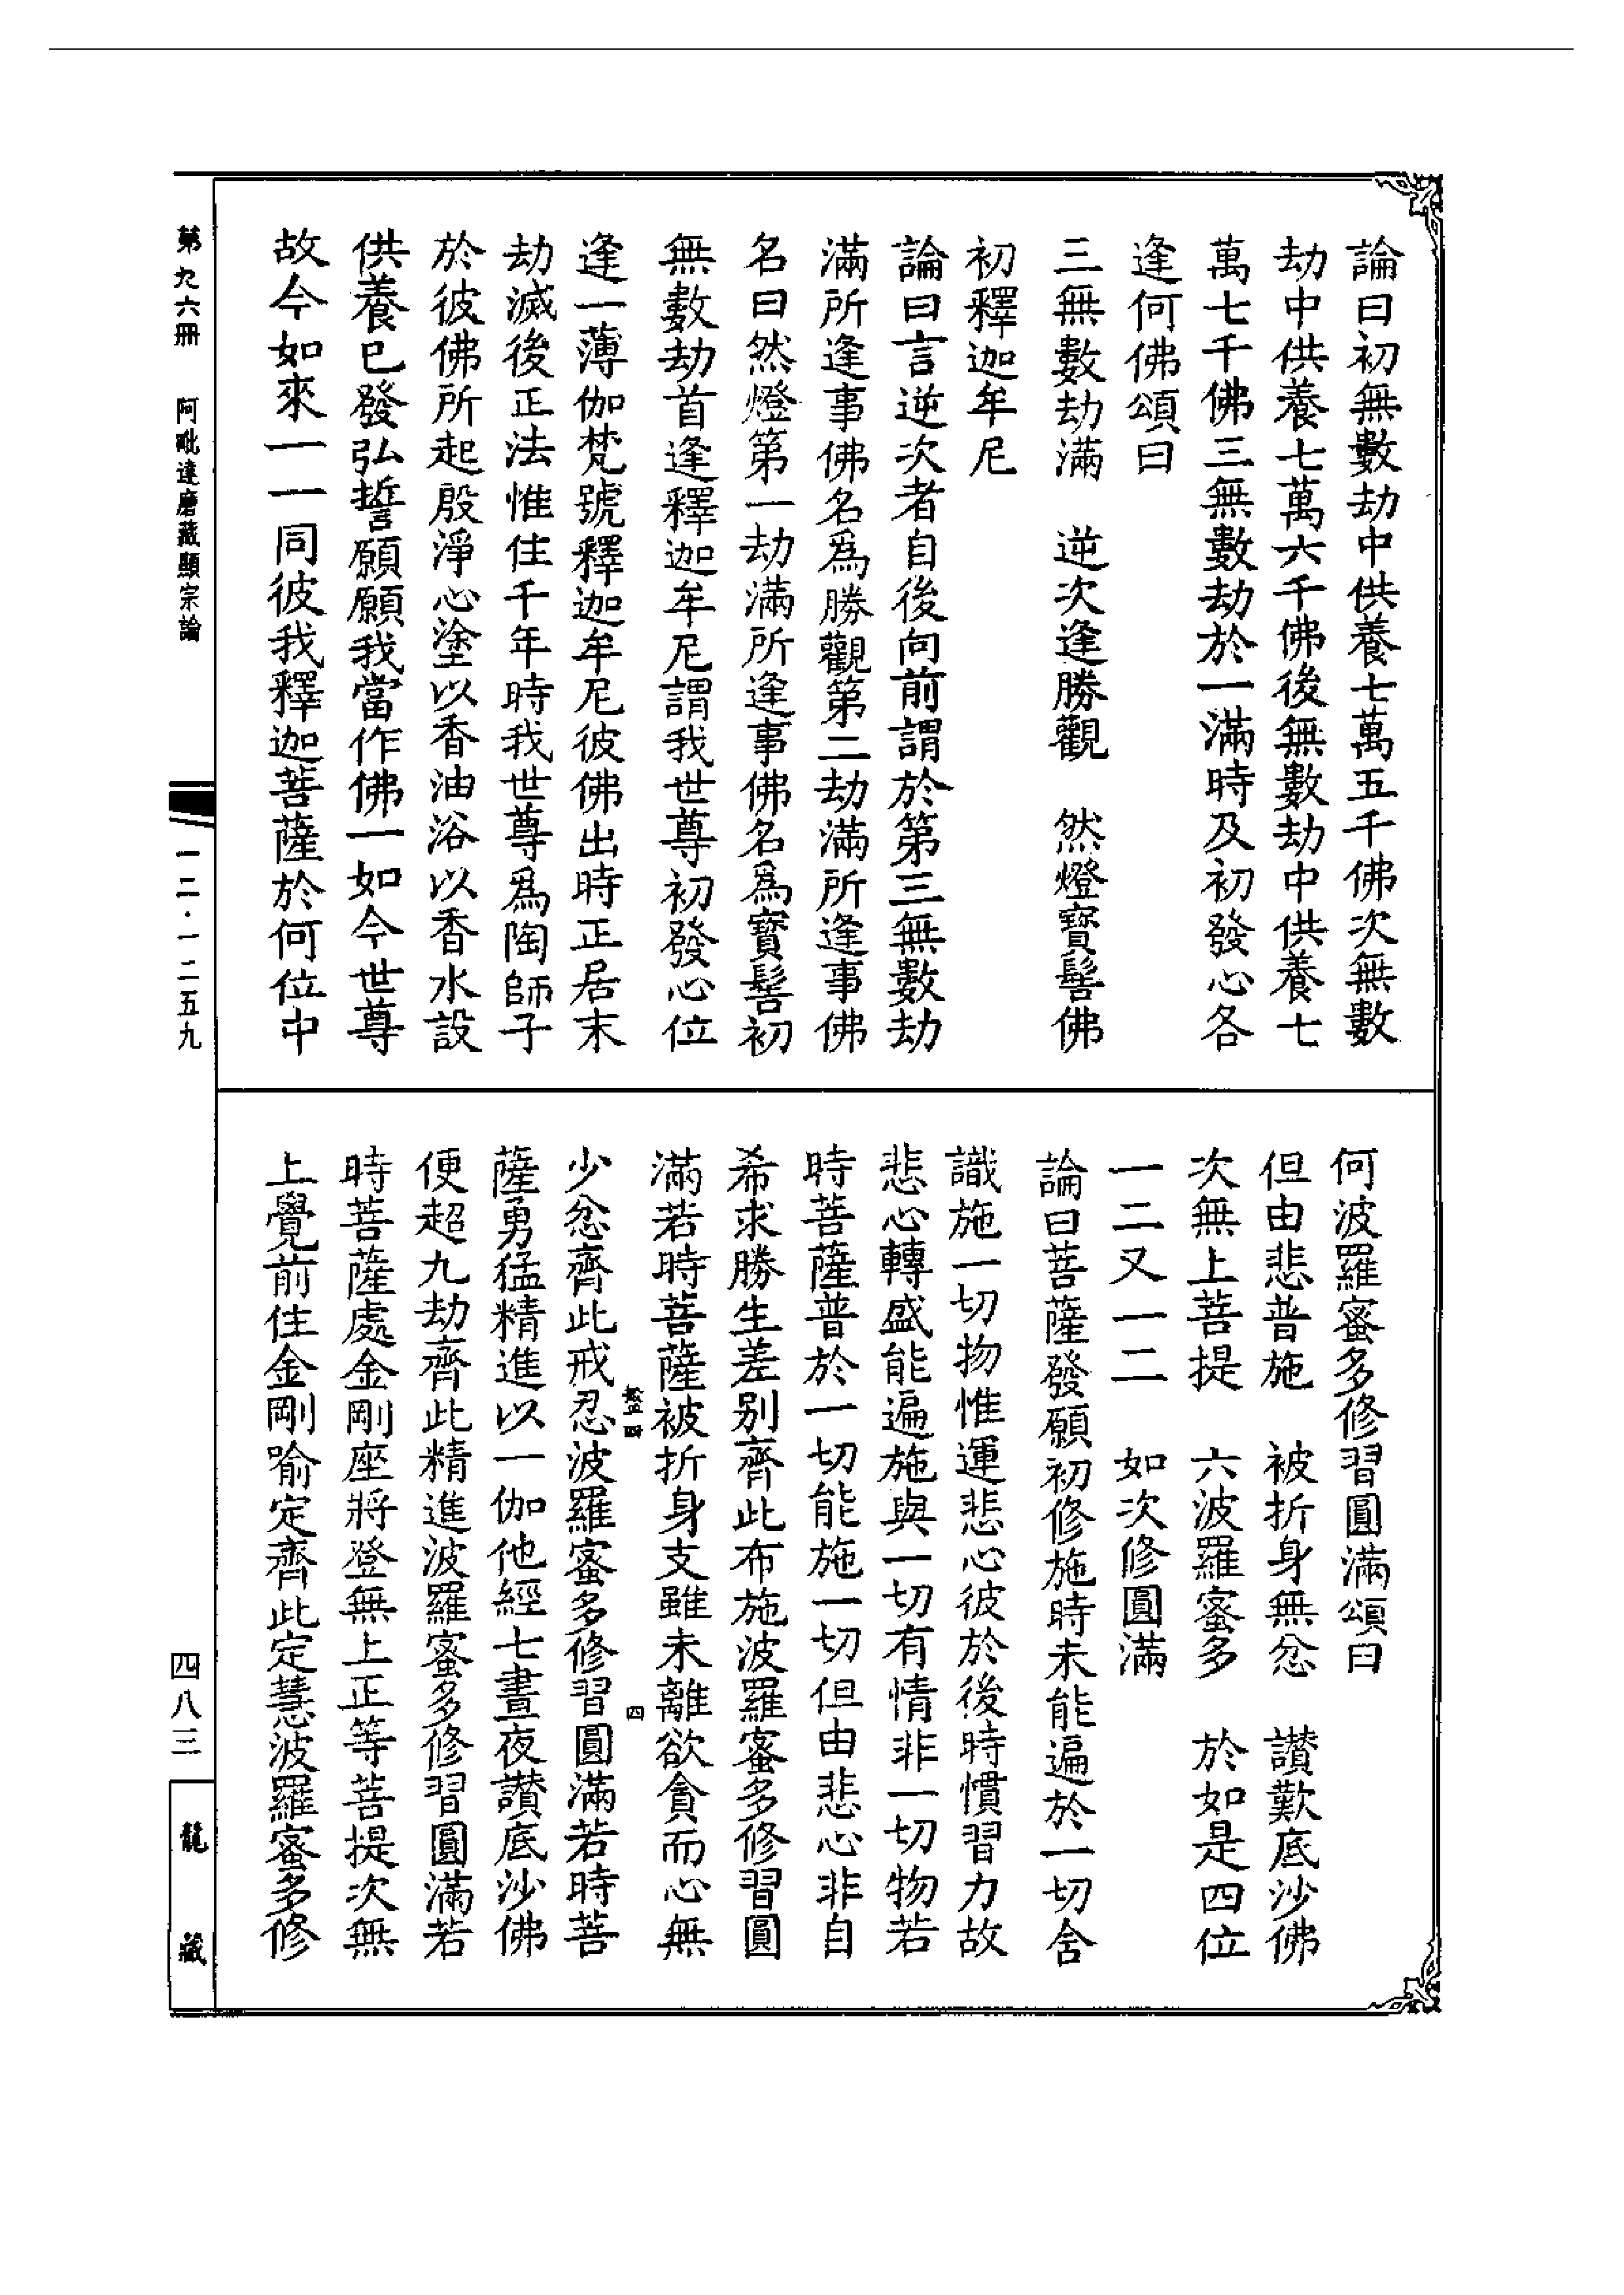 論曰初無數劫中供養七萬五千佛次無數
劫中供養七萬六千佛後無數劫中供養七
萬七千佛三無數劫於一滿時及初發心各
逢何佛頌曰
三無數劫滿　逆次逢勝觀　然燈寶髻佛
初釋迦牟尼
論曰言逆次者自後向前謂於第三無數劫
滿所逢事佛名爲勝觀第二劫滿所逢事佛
名曰然燈第一劫滿所逢事佛名爲寶髻初
無數劫首逢釋迦牟尼謂我世尊初發心位
逢一薄伽梵號釋迦牟尼彼佛出時正居末
劫滅後正法惟住千年時我世尊爲陶師子
於彼佛所起殷淨心塗以香油浴以香水設
供養已發弘誓願願我當作佛一如今世尊
故今如來一一同彼我釋迦菩薩於何位中
何波羅蜜多修習圓滿頌曰
但由悲普施　被折身無忿　讃歎底沙佛
次無上菩提　六波羅蜜多　於如是四位
一二又一二　如次修圓滿
論曰菩薩發願初修施時未能遍於一切舍
識施一切物惟運悲心彼於後時慣習力故
悲心轉盛能遍施與一切有情非一切物若
時菩薩普於一切能施一切但由悲心非自
希求勝生差别齊此布施波羅蜜多修習圓
滿若時菩薩被折身支雖未離欲貪而心無
少忿齊此戒忍波羅蜜多修習圓滿若時菩
薩勇猛精進以一伽他經七晝夜讃底沙佛
便超九劫齊此精進波羅蜜多修習圓滿若
時菩薩處金剛座將登無上正等菩提次無
上覺前住金剛喻定齊此定慧波羅蜜多修
四
第九六册　阿毗達磨藏顯宗論
一二·一二五九
四八三
龍藏